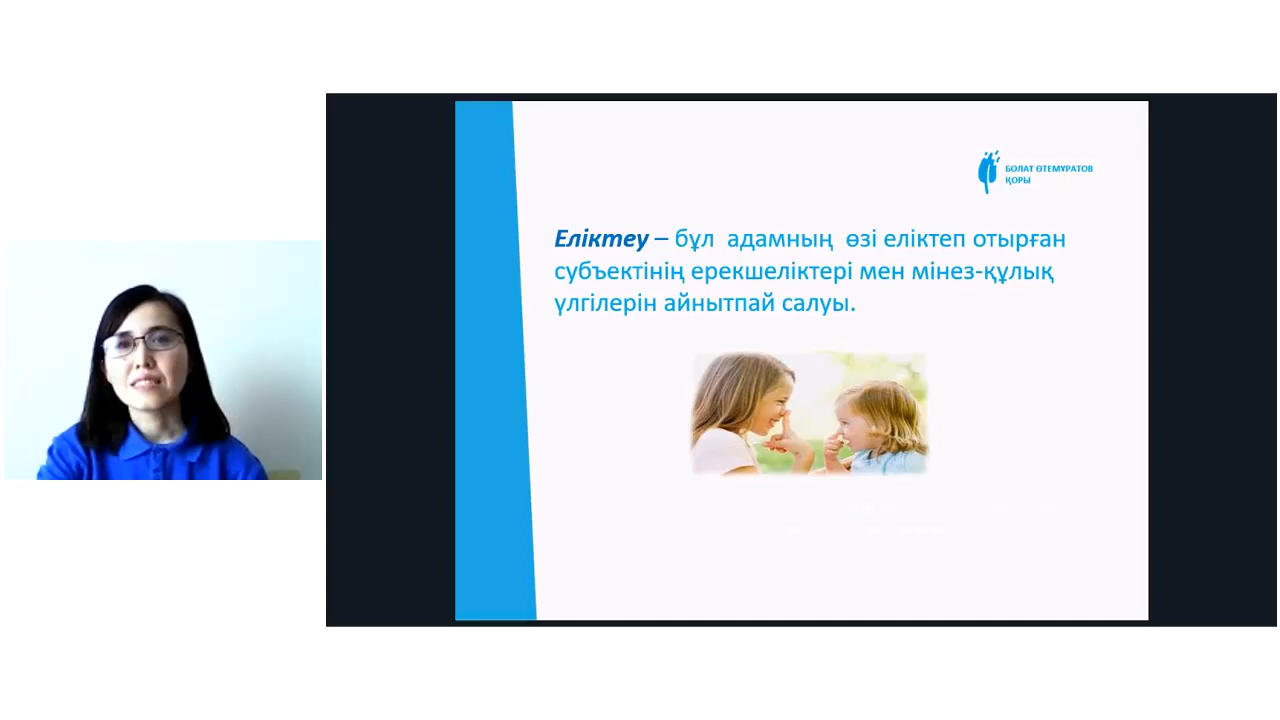 БОЛАТ ӨТЕМҰРАТОВ
ҚОРЫ
Еліктеу – бұл адамның өзі еліктеп отырған
субъектінің ерекшеліктері мен мінез-құлық
үлгілерін айнытпай салуы.